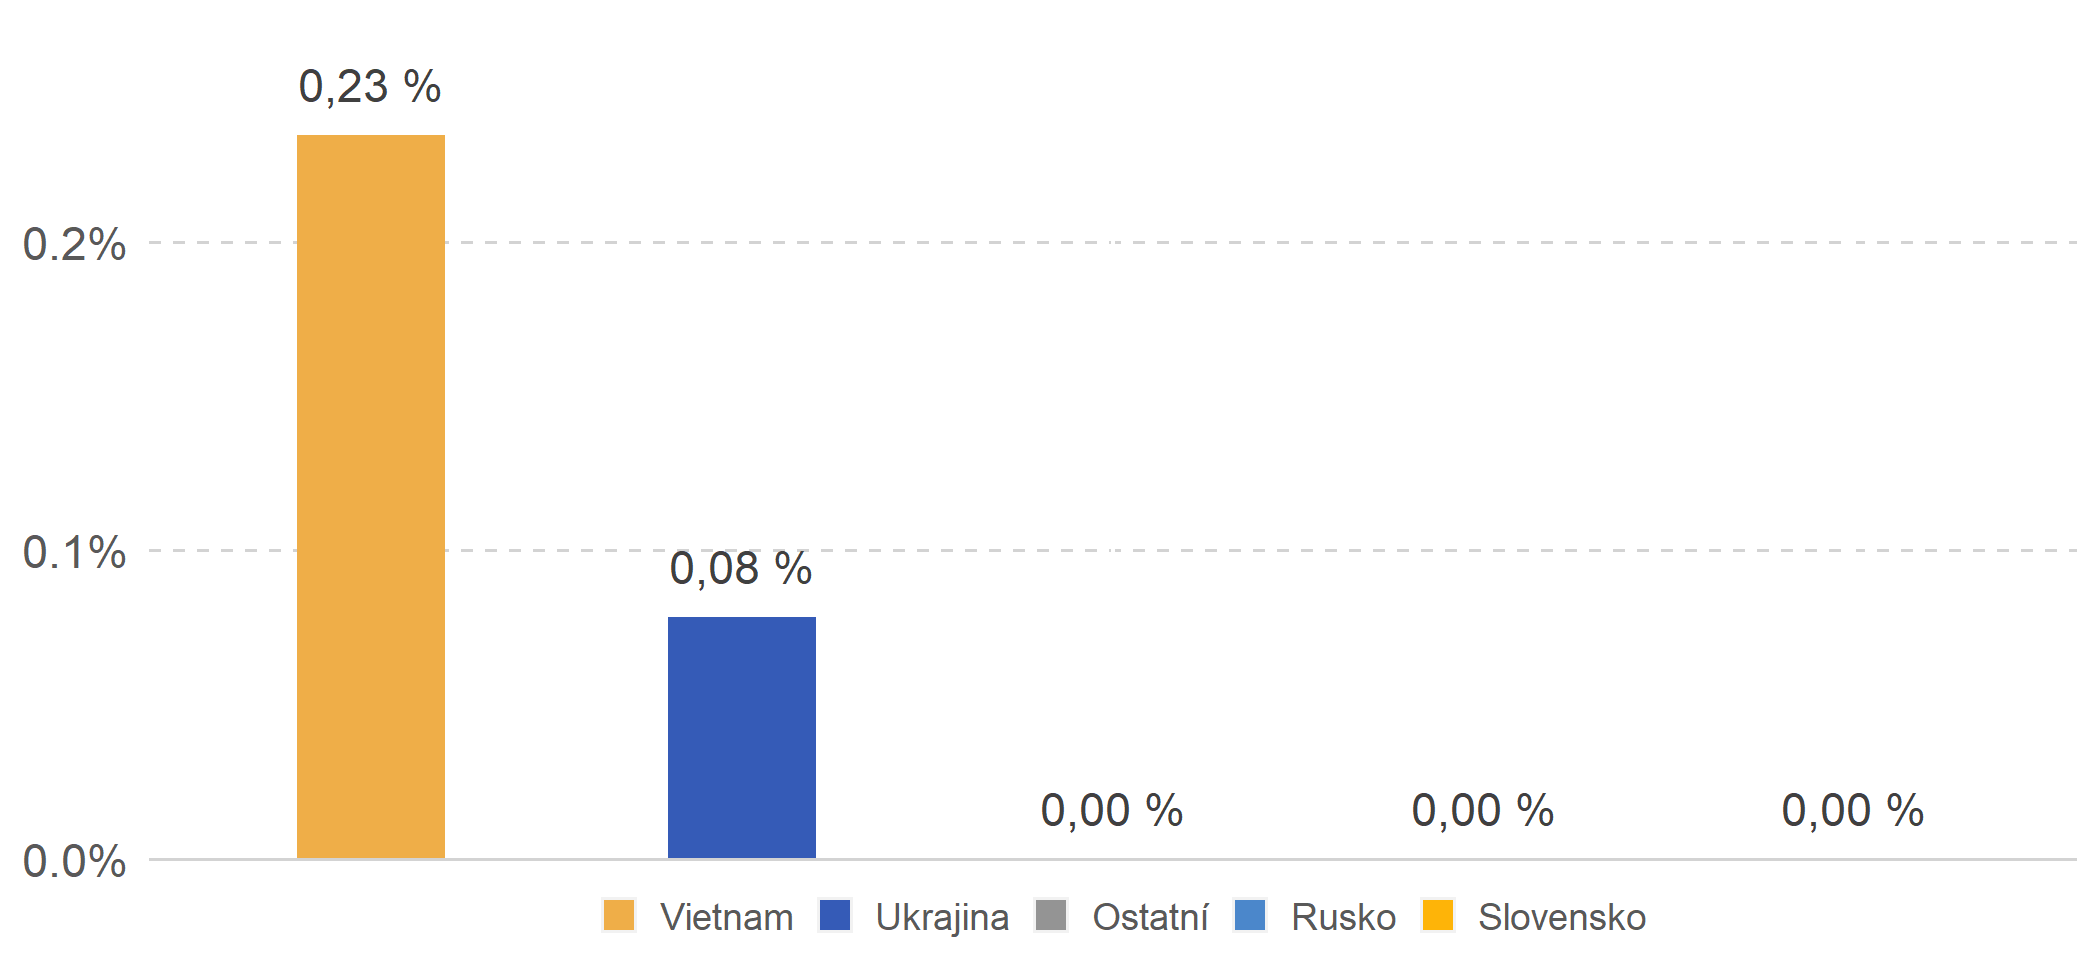 0,23 %
0.2%
0.1%
0,08 %
0,00 % 0,00 % 0,00 %
0.0%
Vietnam Ukrajina Ostatní Rusko Slovensko